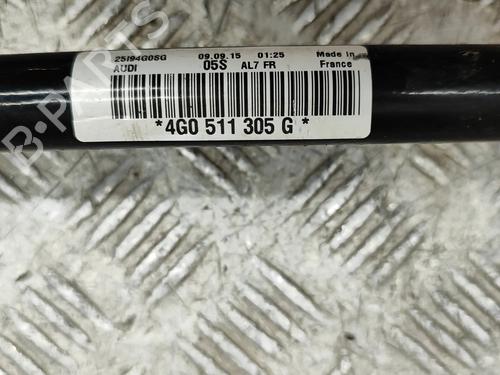 25I94G0SG 09.09.15 01:25 Made in
AUDI 05S AL7 FR France
*4G0 511 305 G*
B-PARTS